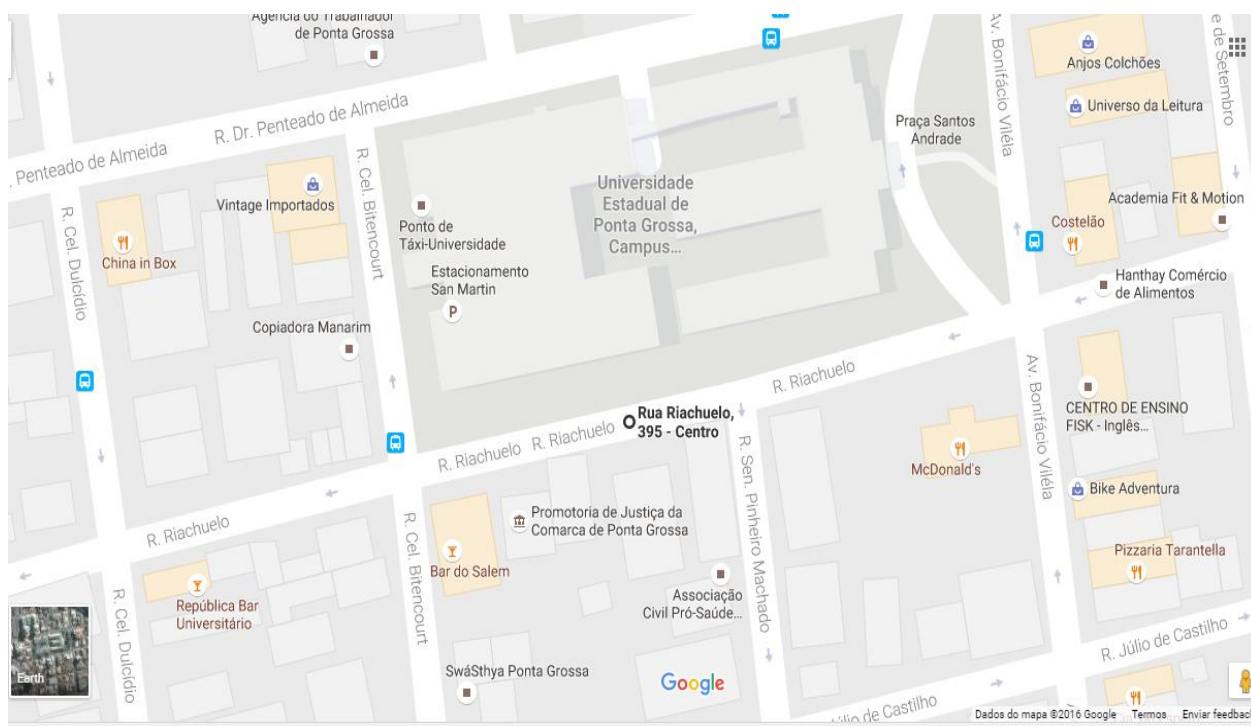 Agência do Trabalhador
de Ponta Grossa
R. Dr. Penteado de Almeida
. Penteado de Almeida
R. Cel. Bitencourt
Vintage Importados
R. Cel. Dulcídio
China in Box
Copiadora Manarim
Ponto de
Táxi-Universidade
Estacionamento
San Martin
P
Universidade
Estadual de
Ponta Grossa,
Campus...
Praça Santos
Andrade
Av. Bonifácio Viléla
Anjos Colchões
e de Setembro
Universo da Leitura
Academia Fit & Motion
Costelão
Hanthay Comércio
de Alimentos
R. Riachuelo
Rua Riachuelo,
395 - Centro
R. Riachuelo
R. Riachuelo
R. Riachuelo
R. Sen. Pinheiro Machado
McDonald's
Av. Bonifácio Viléla
CENTRO DE ENSINO
FISK - Inglês...
Bike Adventura
Pizzaria Tarantella
R. Júlio de Castilho
Promotoria de Justiça da
Comarca de Ponta Grossa
Bar do Salem
R. Cel. Bitencourt
Associação
Civil Pró-Saúde...
República Bar
Universitário
R. Cel. Dulcídio
SwáSthya Ponta Grossa
Earth
Google
de Castilho
Dados do mapa ©2016 Google Termos Enviar feedbac